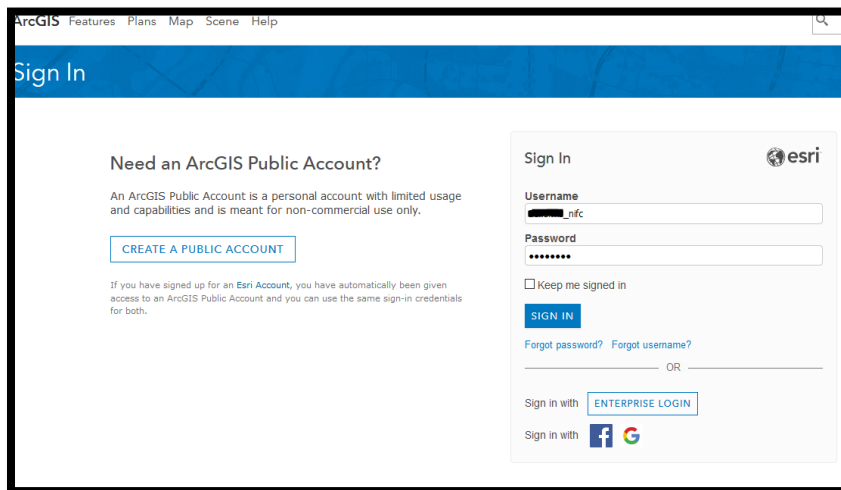 ArcGIS Features Plans Map Scene Help
Sign In
Need an ArcGIS Public Account?
An ArcGIS Public Account is a personal account with limited usage
and capabilities and is meant for non-commercial use only.
CREATE A PUBLIC ACCOUNT
If you have signed up for an Esri Account, you have automatically been given
access to an ArcGIS Public Account and you can use the same sign-in credentials
for both.
Sign In
esri
Username
_nifc
Password
••••••••
Keep me signed in
SIGN IN
Forgot password? Forgot username?
OR
Sign in with ENTERPRISE LOGIN
Sign in with f G